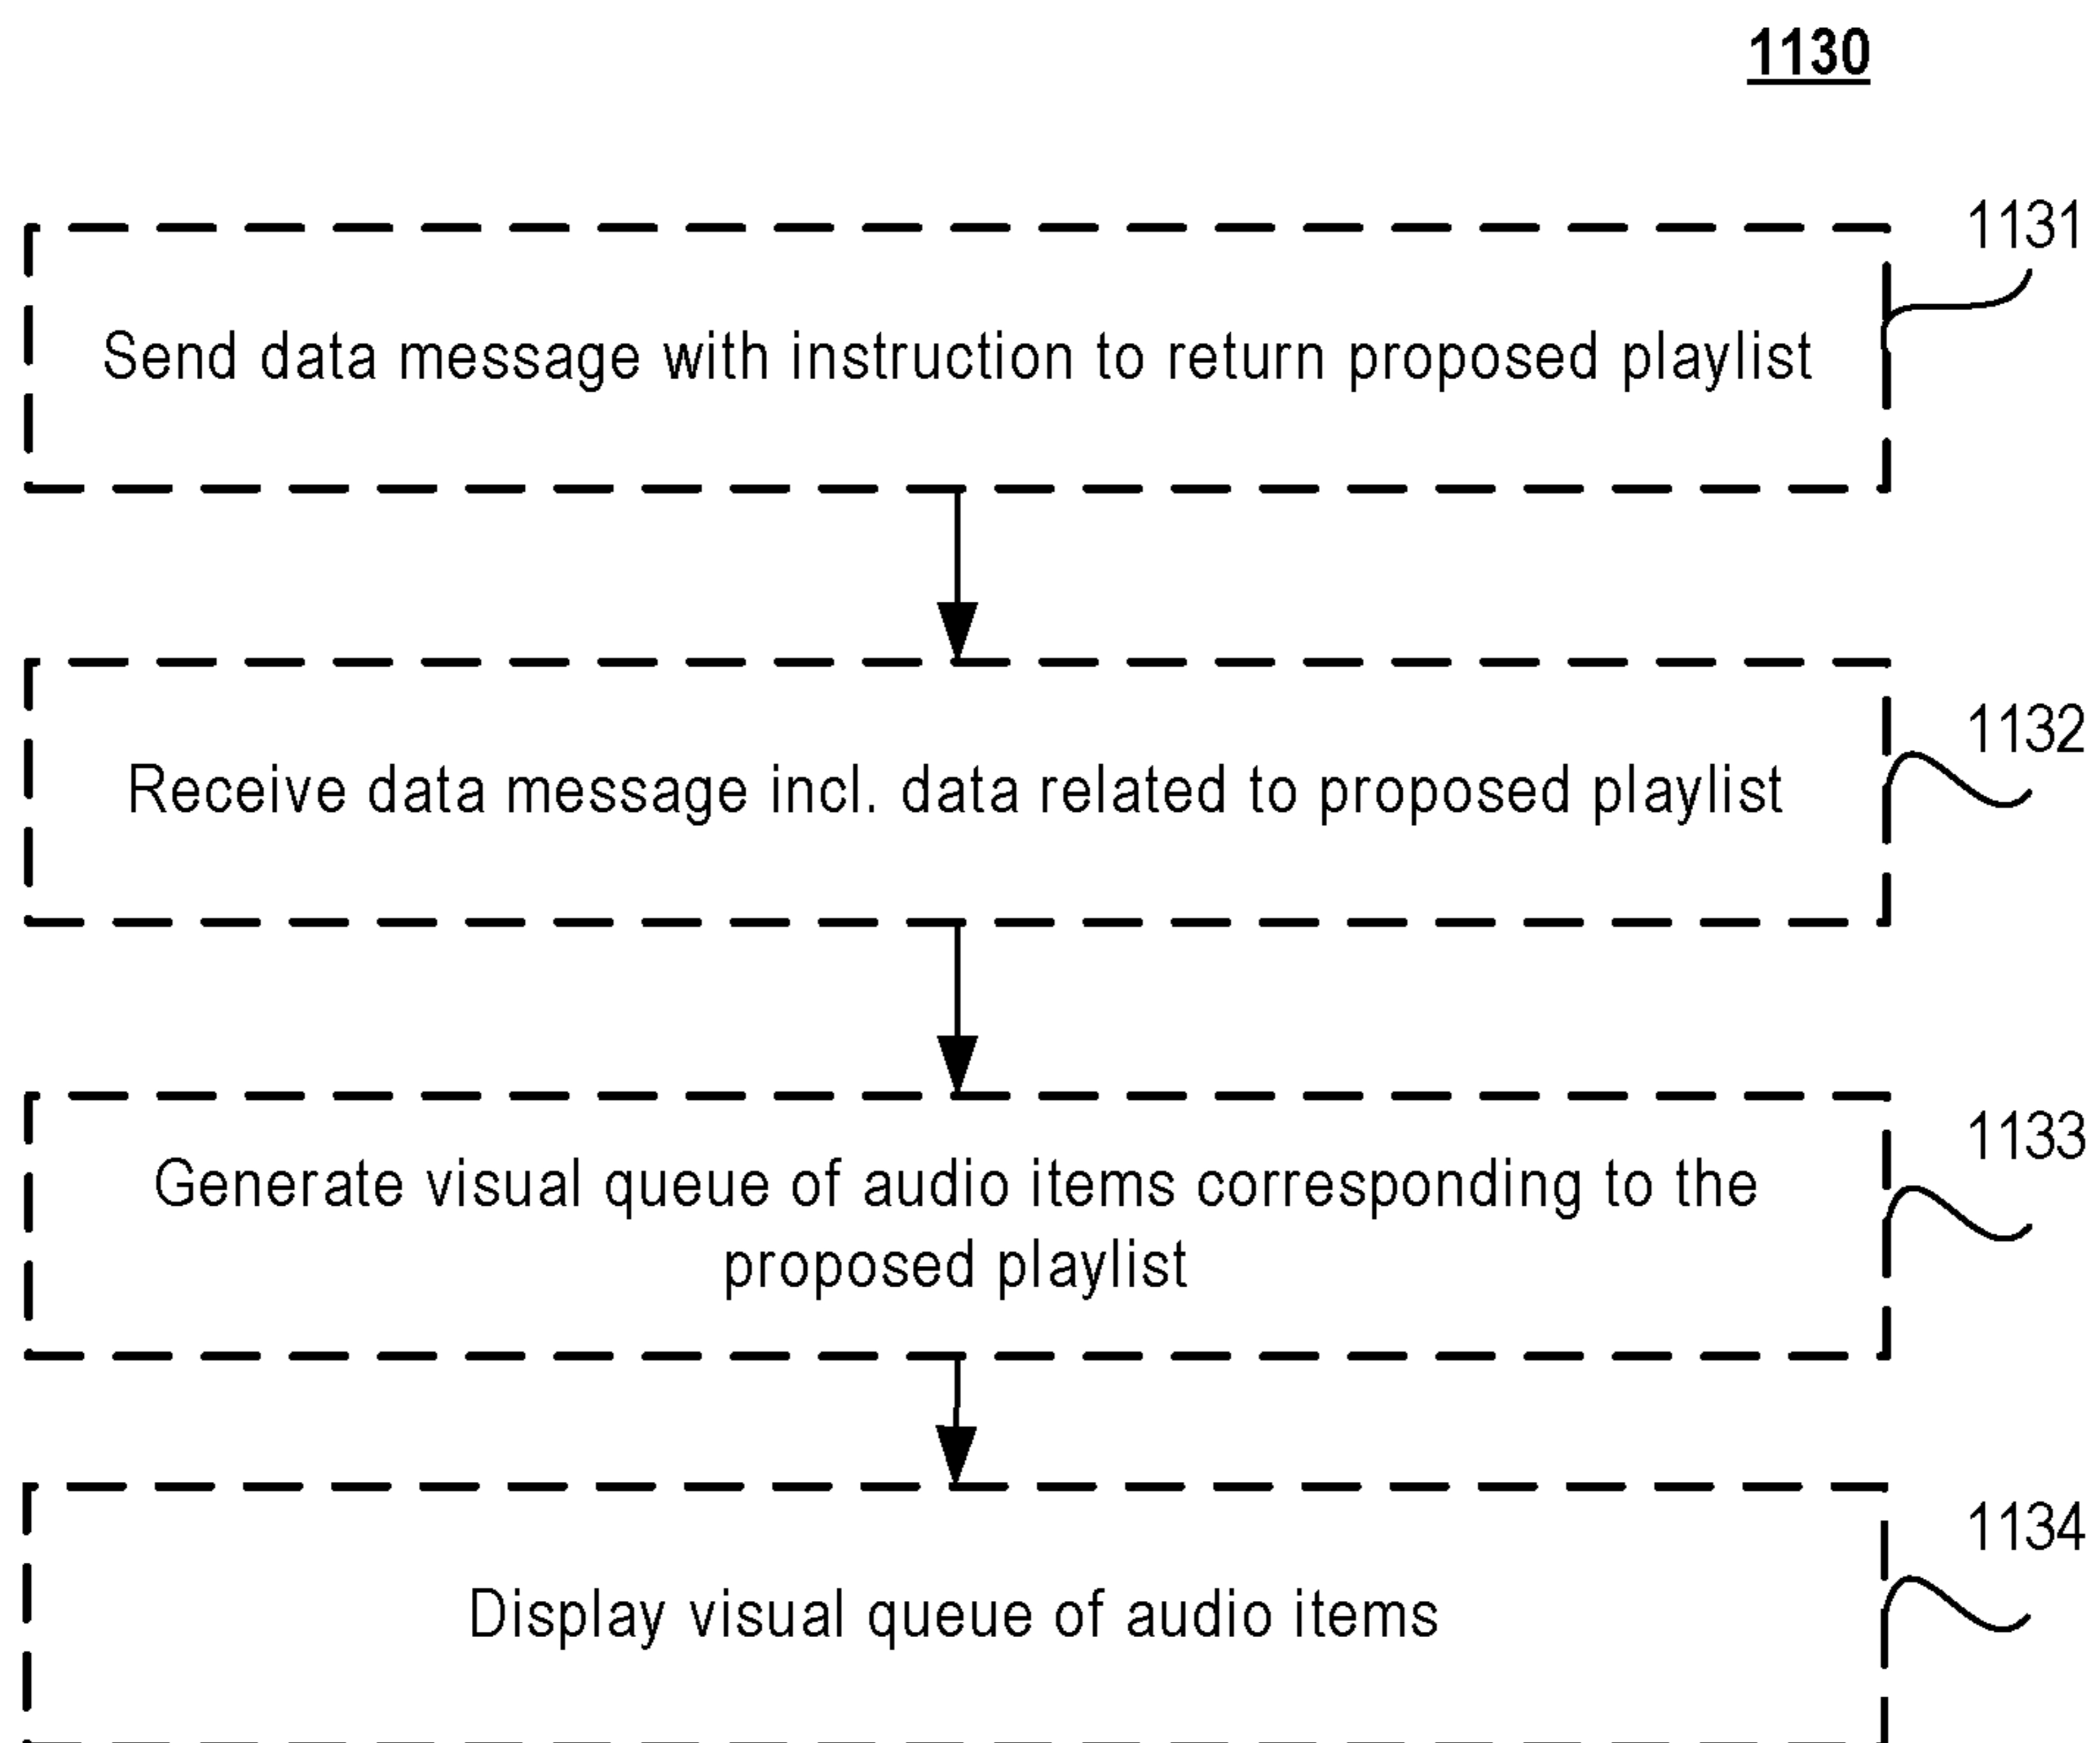 1130
1131
Send data message with instruction to return proposed playlist
1132
Receive data message incl. data related to proposed playlist
1133
Generate visual queue of audio items corresponding to the
proposed playlist
1134
Display visual queue of audio items